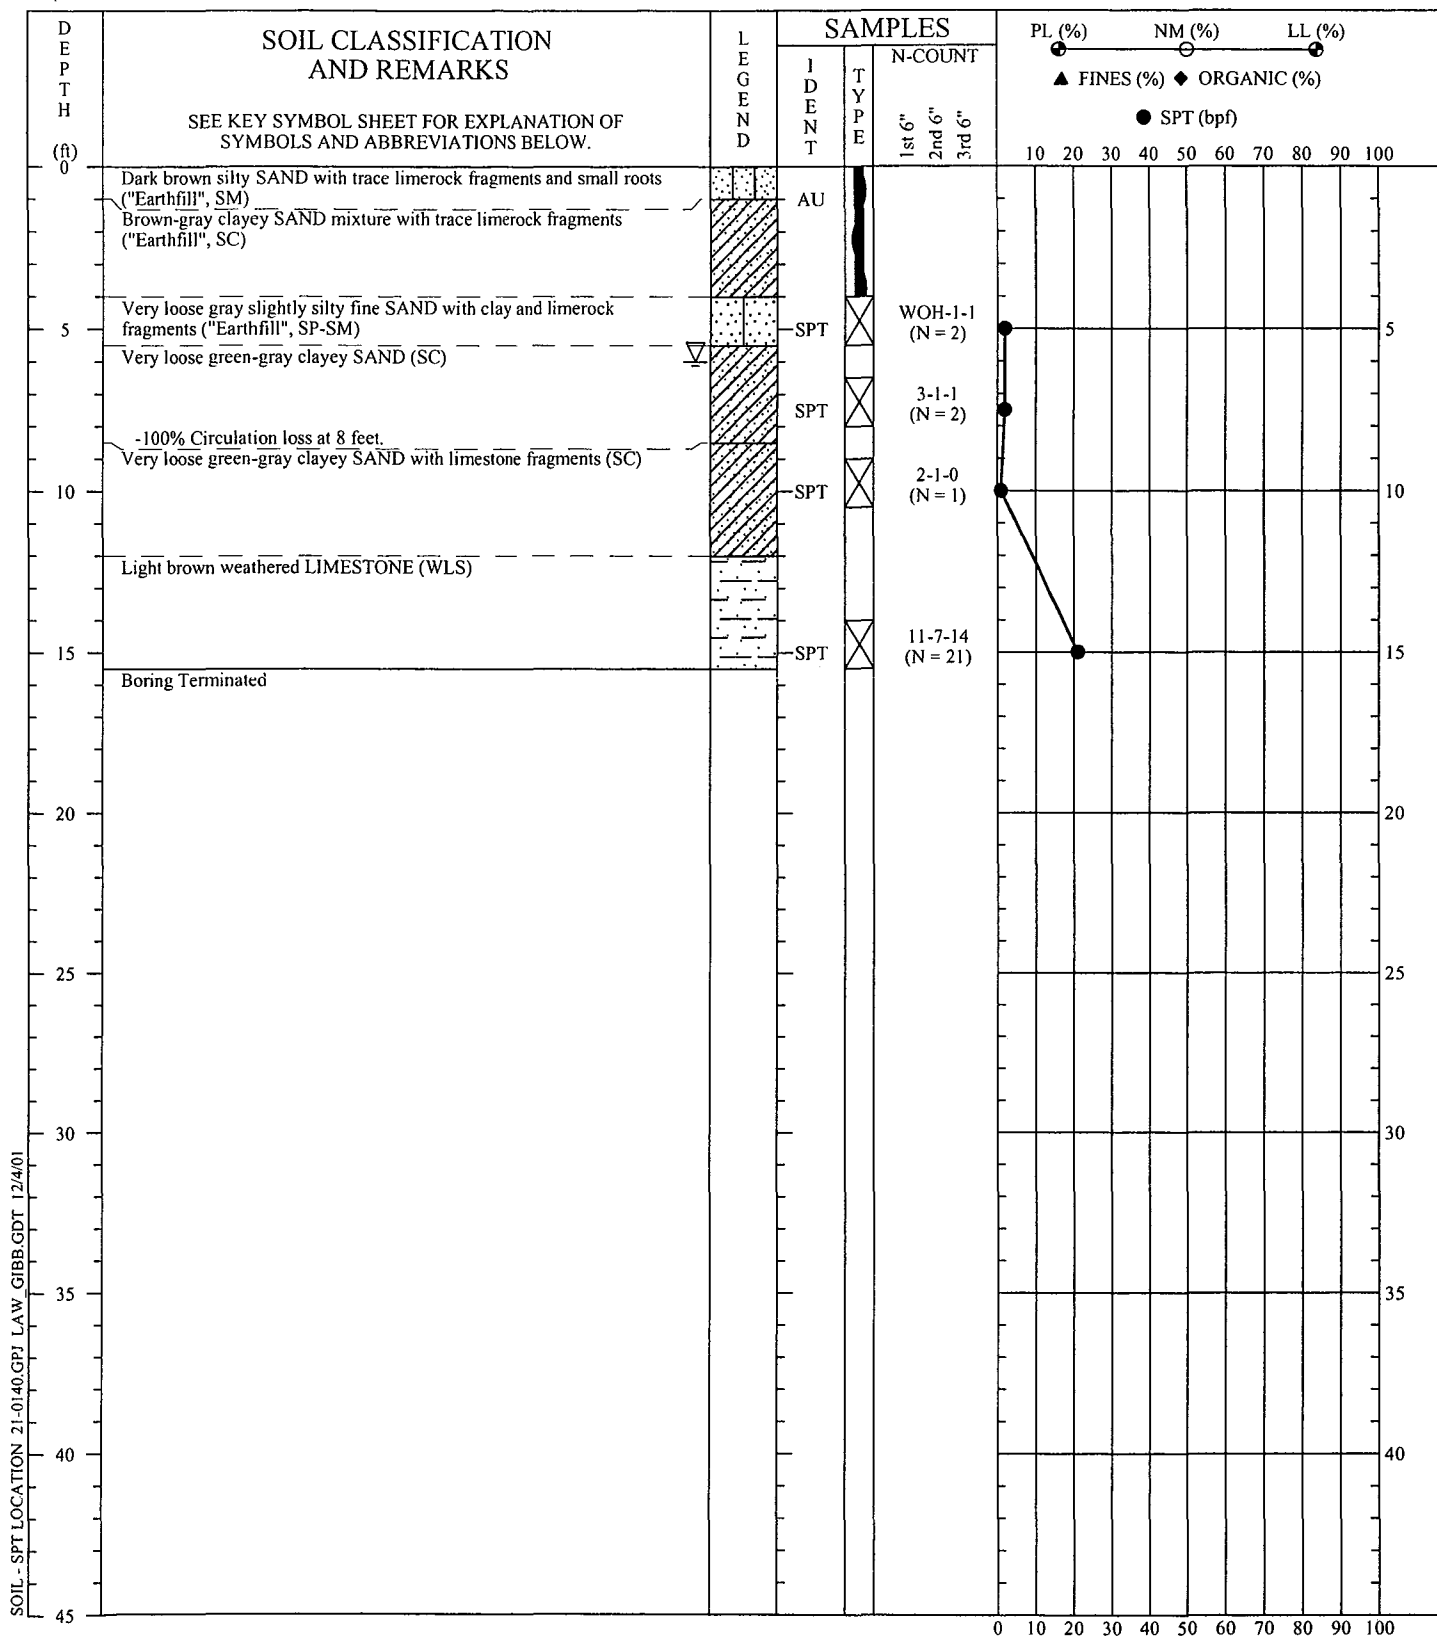 DEPTH
(ft)
SOIL CLASSIFICATION
AND REMARKS
SEE KEY SYMBOL SHEET FOR EXPLANATION OF
SYMBOLS AND ABBREVIATIONS BELOW.
LEGEND
SAMPLES
IDENT
TYPE
N-COUNT
1st 6"
2nd 6"
3rd 6"
PL (%) NM (%) LL (%)
▲ FINES (%) ◆ ORGANIC (%)
● SPT (bpf)
10 20 30 40 50 60 70 80 90 100
0
Dark brown silty SAND with trace limerock fragments and small roots
("Earthfill", SM)
AU
Brown-gray clayey SAND mixture with trace limerock fragments
("Earthfill", SC)
Very loose gray slightly silty fine SAND with clay and limerock
fragments ("Earthfill", SP-SM)
5
SPT
WOH-1-1
(N = 2)
5
Very loose green-gray clayey SAND (SC)
SPT
3-1-1
(N = 2)
-100% Circulation loss at 8 feet.
Very loose green-gray clayey SAND with limestone fragments (SC)
10
SPT
2-1-0
(N = 1)
10
Light brown weathered LIMESTONE (WLS)
15
SPT
11-7-14
(N = 21)
15
Boring Terminated
20
20
25
25
30
30
35
35
40
40
45
0 10 20 30 40 50 60 70 80 90 100
SOIL - SPT LOCATION 21-0140.GPJ LAW_GIBB.GDT 12/4/01